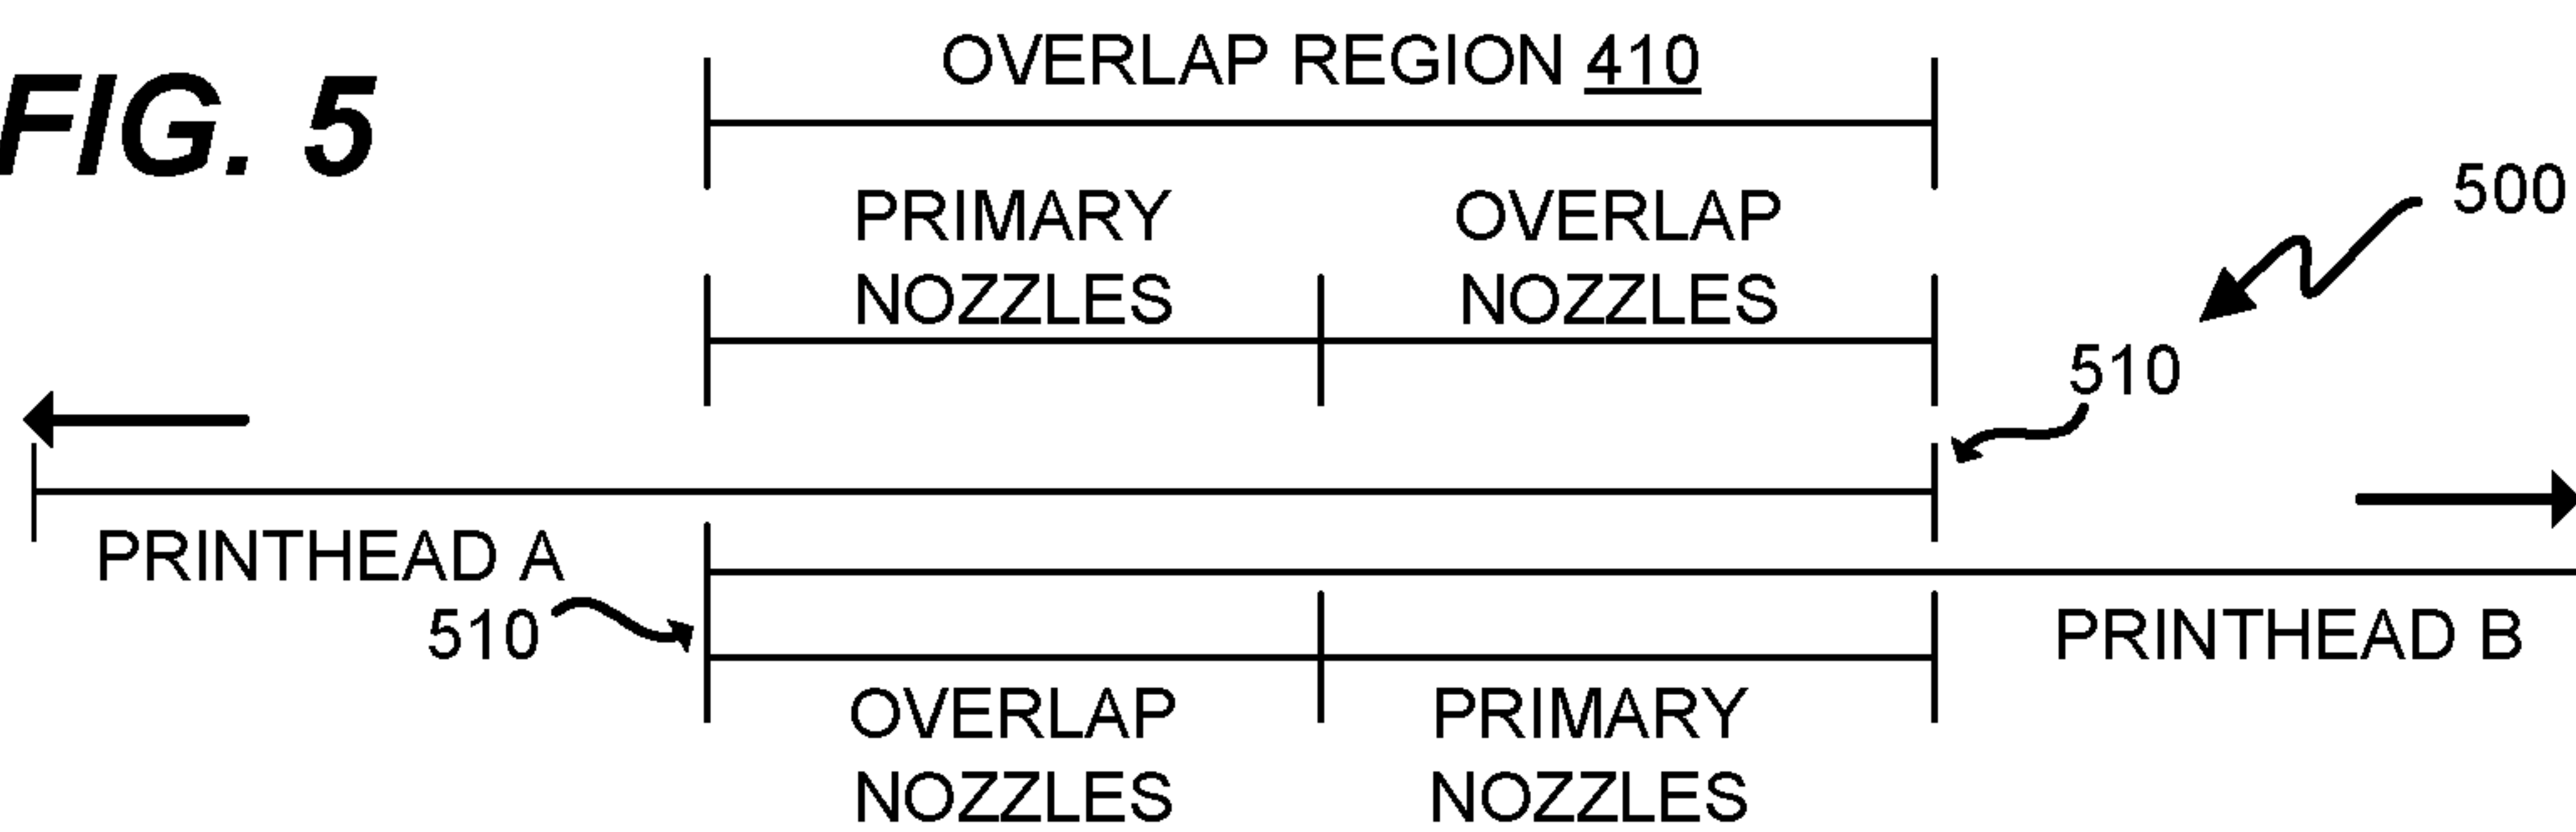 FIG. 5
OVERLAP REGION 410
PRIMARY
NOZZLES
OVERLAP
NOZZLES
500
510
PRINTHEAD A
510
PRINTHEAD B
OVERLAP
NOZZLES
PRIMARY
NOZZLES